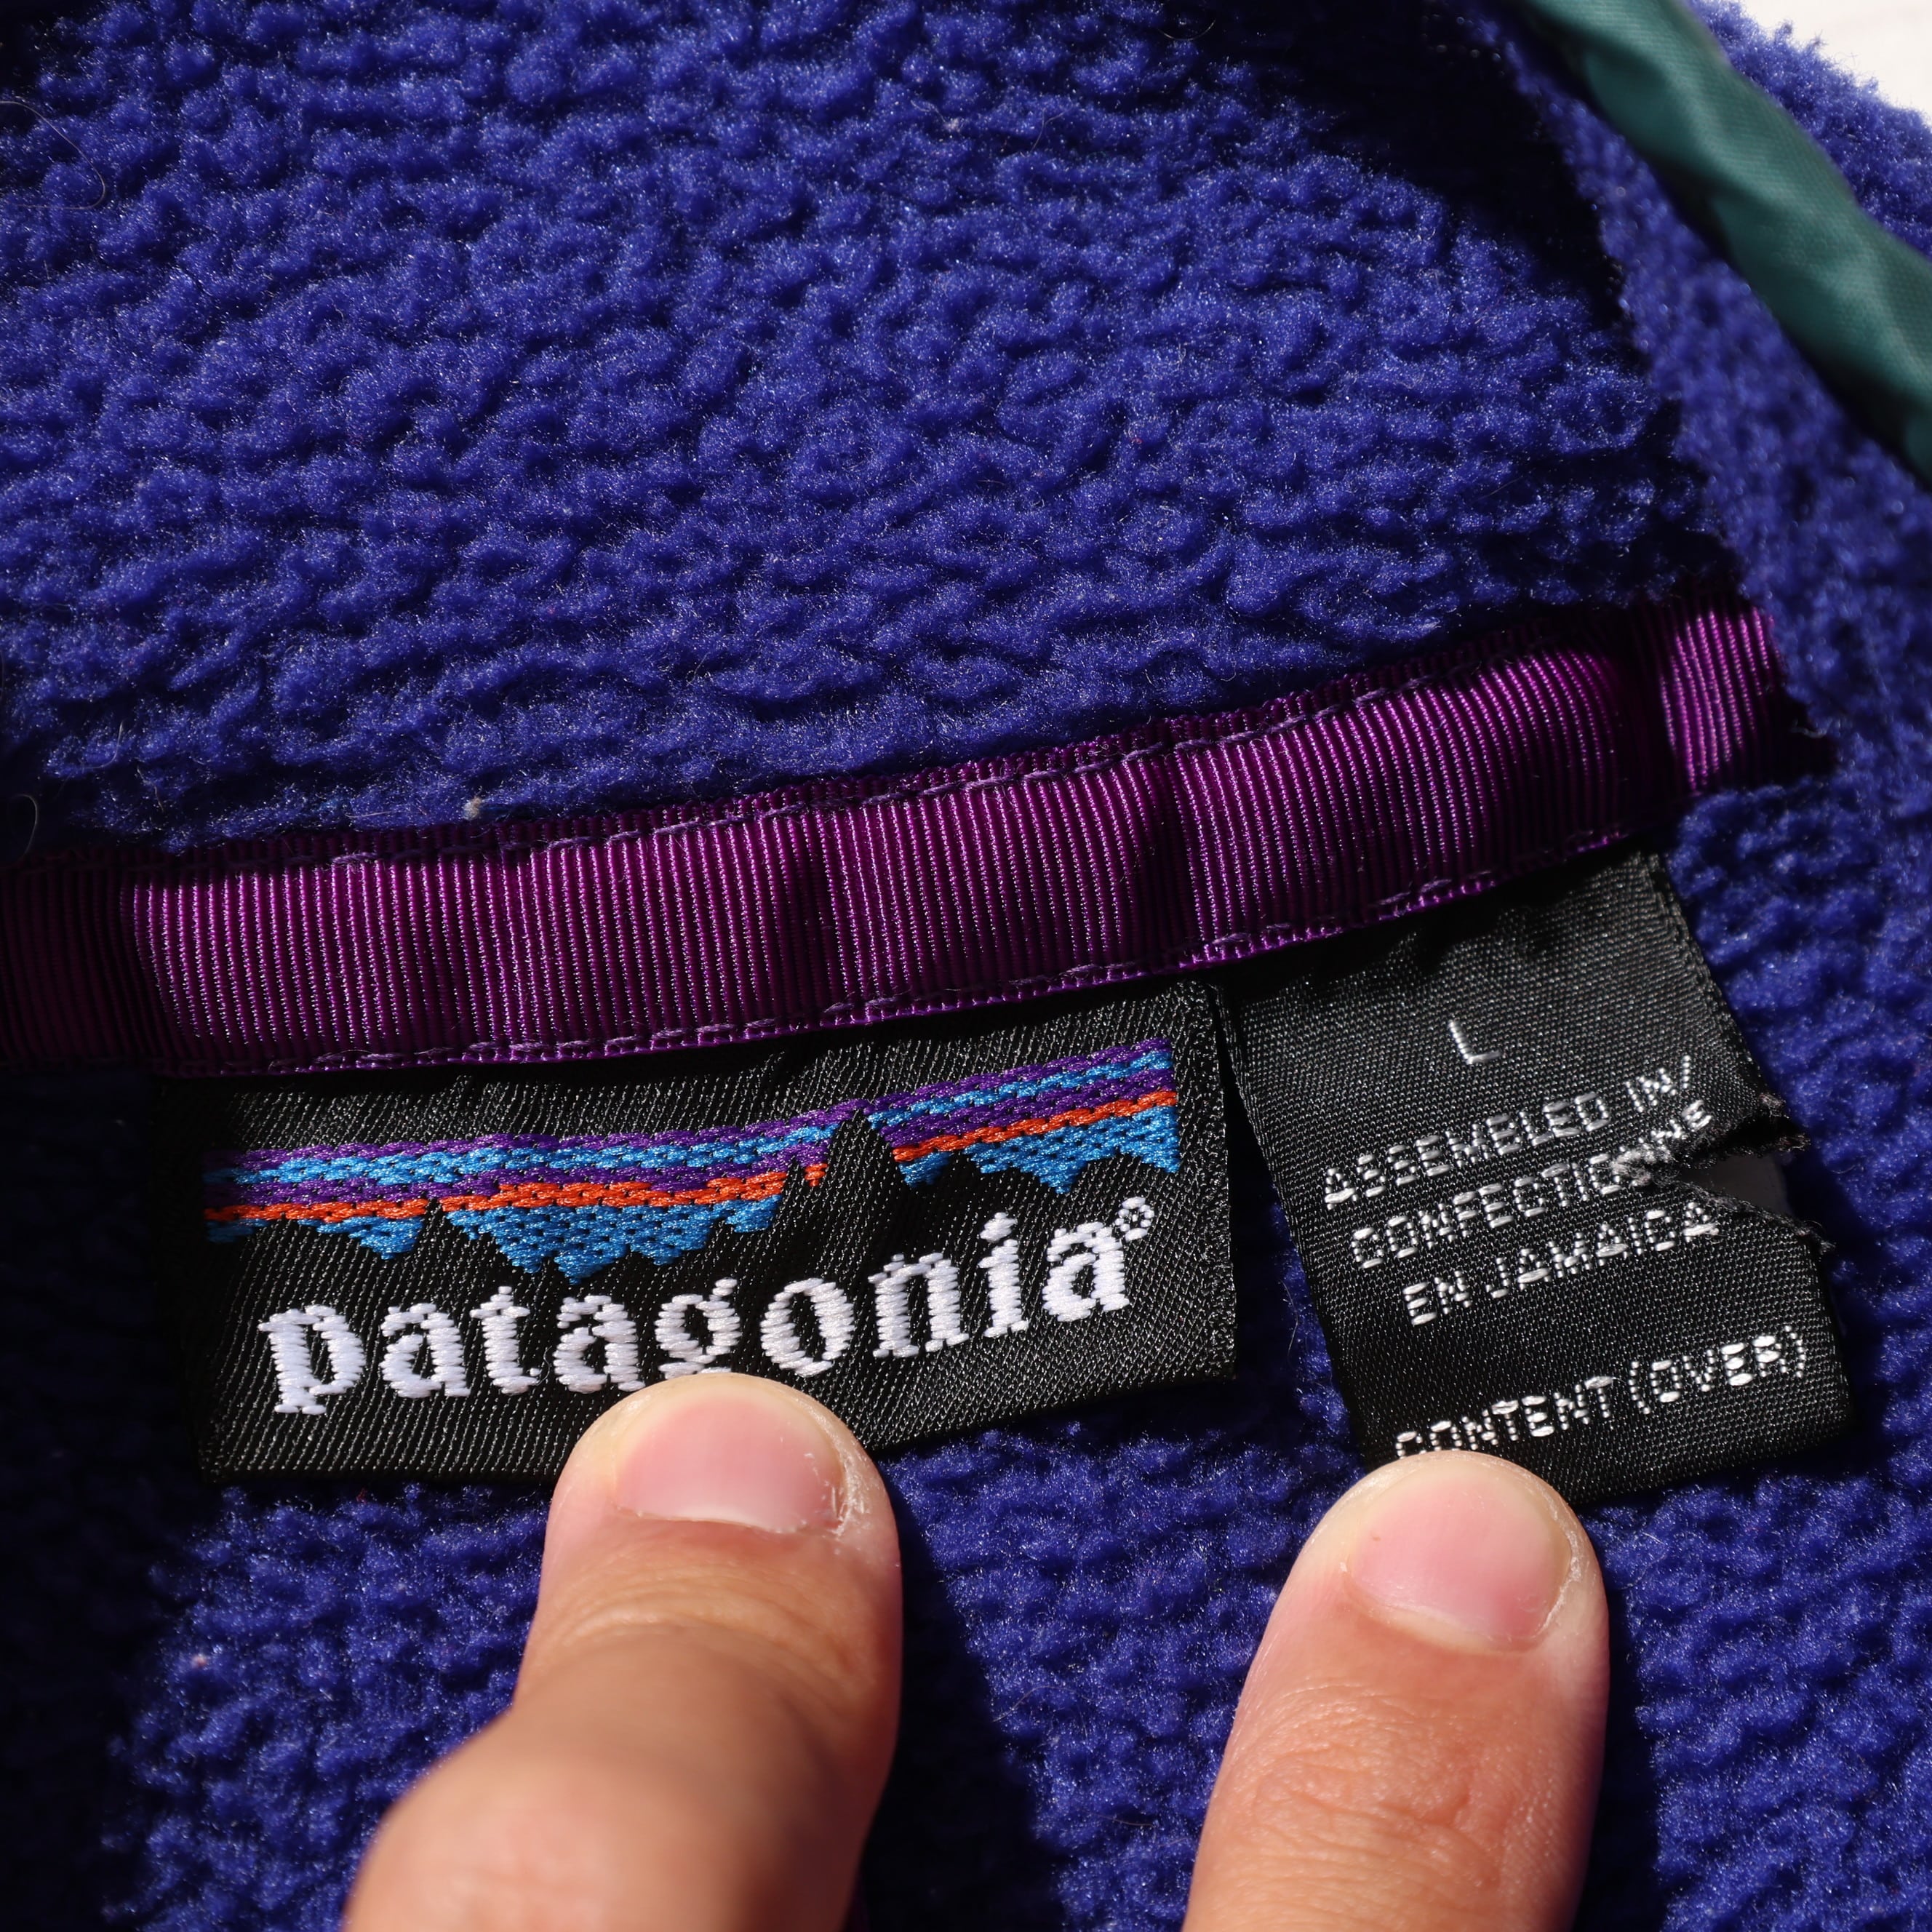 patagonia®
L
ASSEMBLED IN/
CONFECTIONNE
EN JAMAICA
CONTENT (OVER)